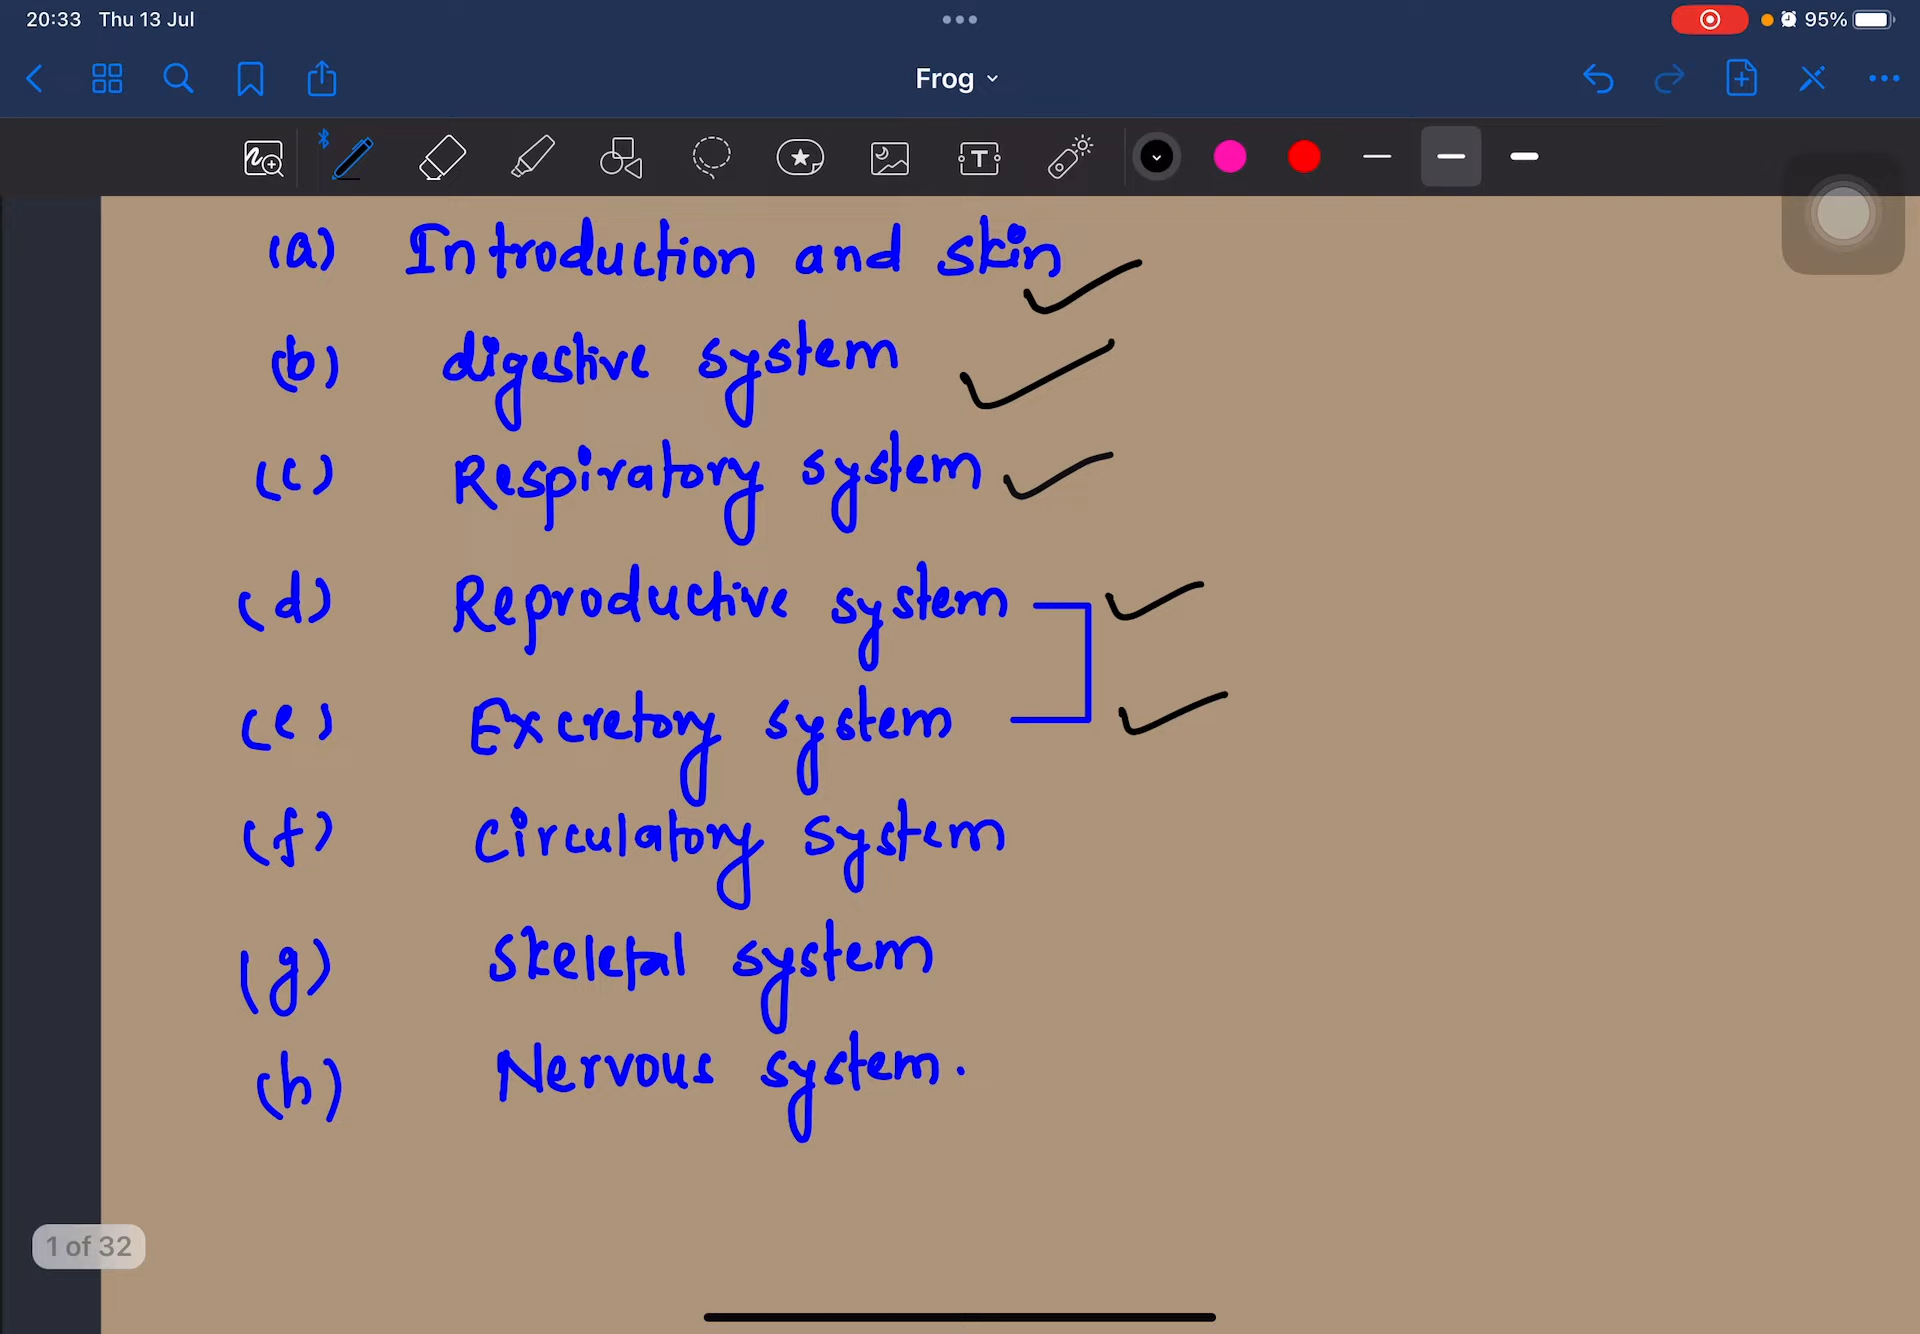 20:33 Thu 13 Jul
95%
Frog
T
(a) Introduction and skin
(b) digestive system
(c) Respiratory system
(d) Reproductive system
(e) Excretory system
(f) circulatory system
(g) skeletal system
(h) Nervous system.
1 of 32